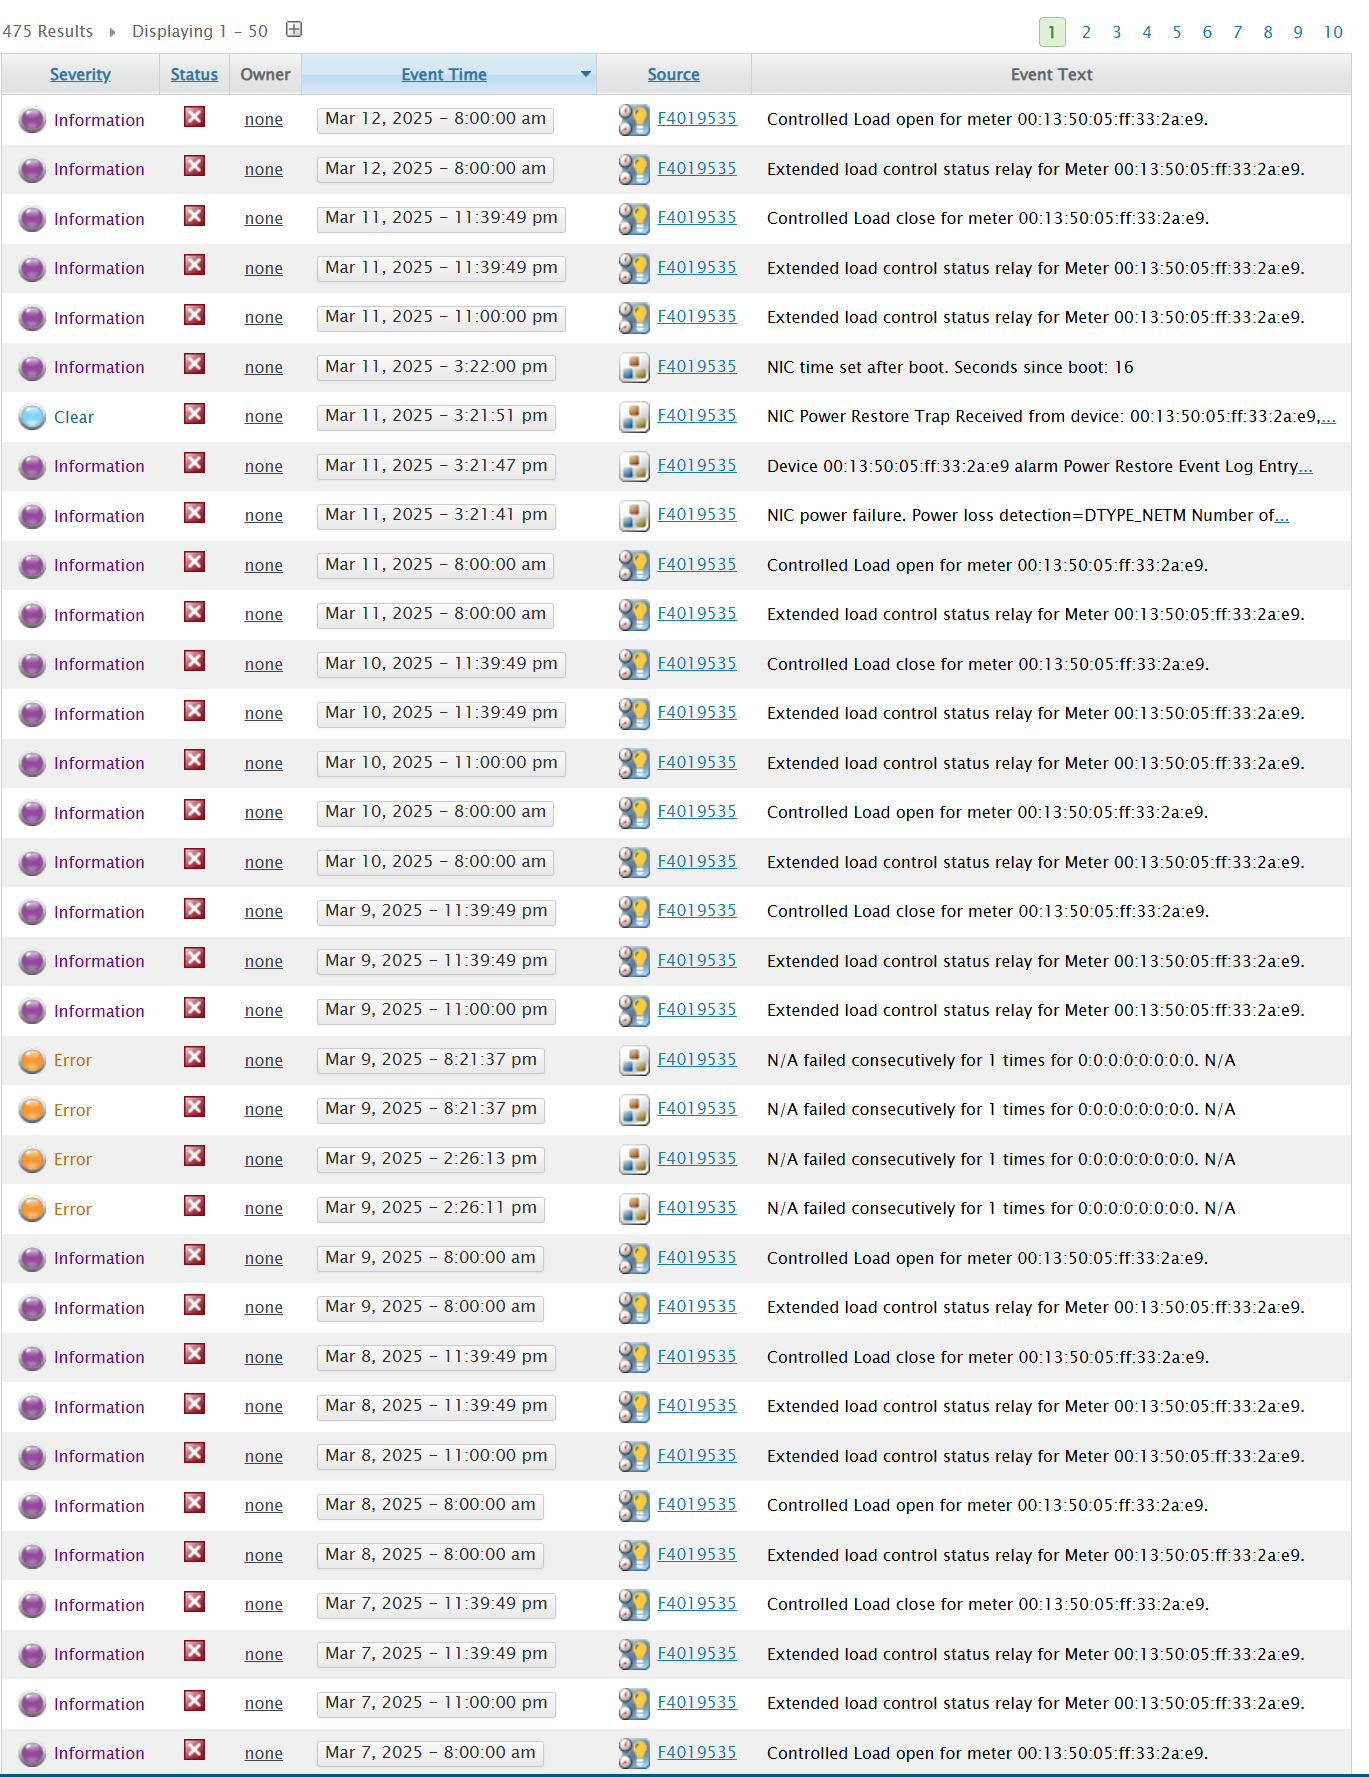 475 Results Displaying 1 – 50 1 2 3 4 5 6 7 8 9 10
Severity Status Owner Event Time Source Event Text
Information none Mar 12, 2025 – 8:00:00 am F4019535 Controlled Load open for meter 00:13:50:05:ff:33:2a:e9.
Information none Mar 12, 2025 – 8:00:00 am F4019535 Extended load control status relay for Meter 00:13:50:05:ff:33:2a:e9.
Information none Mar 11, 2025 – 11:39:49 pm F4019535 Controlled Load close for meter 00:13:50:05:ff:33:2a:e9.
Information none Mar 11, 2025 – 11:39:49 pm F4019535 Extended load control status relay for Meter 00:13:50:05:ff:33:2a:e9.
Information none Mar 11, 2025 – 11:00:00 pm F4019535 Extended load control status relay for Meter 00:13:50:05:ff:33:2a:e9.
Information none Mar 11, 2025 – 3:22:00 pm F4019535 NIC time set after boot. Seconds since boot: 16
Clear none Mar 11, 2025 – 3:21:51 pm F4019535 NIC Power Restore Trap Received from device: 00:13:50:05:ff:33:2a:e9,...
Information none Mar 11, 2025 – 3:21:47 pm F4019535 Device 00:13:50:05:ff:33:2a:e9 alarm Power Restore Event Log Entry...
Information none Mar 11, 2025 – 3:21:41 pm F4019535 NIC power failure. Power loss detection=DTYPE_NETM Number of...
Information none Mar 11, 2025 – 8:00:00 am F4019535 Controlled Load open for meter 00:13:50:05:ff:33:2a:e9.
Information none Mar 11, 2025 – 8:00:00 am F4019535 Extended load control status relay for Meter 00:13:50:05:ff:33:2a:e9.
Information none Mar 10, 2025 – 11:39:49 pm F4019535 Controlled Load close for meter 00:13:50:05:ff:33:2a:e9.
Information none Mar 10, 2025 – 11:39:49 pm F4019535 Extended load control status relay for Meter 00:13:50:05:ff:33:2a:e9.
Information none Mar 10, 2025 – 11:00:00 pm F4019535 Extended load control status relay for Meter 00:13:50:05:ff:33:2a:e9.
Information none Mar 10, 2025 – 8:00:00 am F4019535 Controlled Load open for meter 00:13:50:05:ff:33:2a:e9.
Information none Mar 10, 2025 – 8:00:00 am F4019535 Extended load control status relay for Meter 00:13:50:05:ff:33:2a:e9.
Information none Mar 9, 2025 – 11:39:49 pm F4019535 Controlled Load close for meter 00:13:50:05:ff:33:2a:e9.
Information none Mar 9, 2025 – 11:39:49 pm F4019535 Extended load control status relay for Meter 00:13:50:05:ff:33:2a:e9.
Information none Mar 9, 2025 – 11:00:00 pm F4019535 Extended load control status relay for Meter 00:13:50:05:ff:33:2a:e9.
Error none Mar 9, 2025 – 8:21:37 pm F4019535 N/A failed consecutively for 1 times for 0:0:0:0:0:0:0:0. N/A
Error none Mar 9, 2025 – 8:21:37 pm F4019535 N/A failed consecutively for 1 times for 0:0:0:0:0:0:0:0. N/A
Error none Mar 9, 2025 – 2:26:13 pm F4019535 N/A failed consecutively for 1 times for 0:0:0:0:0:0:0:0. N/A
Error none Mar 9, 2025 – 2:26:11 pm F4019535 N/A failed consecutively for 1 times for 0:0:0:0:0:0:0:0. N/A
Information none Mar 9, 2025 – 8:00:00 am F4019535 Controlled Load open for meter 00:13:50:05:ff:33:2a:e9.
Information none Mar 9, 2025 – 8:00:00 am F4019535 Extended load control status relay for Meter 00:13:50:05:ff:33:2a:e9.
Information none Mar 8, 2025 – 11:39:49 pm F4019535 Controlled Load close for meter 00:13:50:05:ff:33:2a:e9.
Information none Mar 8, 2025 – 11:39:49 pm F4019535 Extended load control status relay for Meter 00:13:50:05:ff:33:2a:e9.
Information none Mar 8, 2025 – 11:00:00 pm F4019535 Extended load control status relay for Meter 00:13:50:05:ff:33:2a:e9.
Information none Mar 8, 2025 – 8:00:00 am F4019535 Controlled Load open for meter 00:13:50:05:ff:33:2a:e9.
Information none Mar 8, 2025 – 8:00:00 am F4019535 Extended load control status relay for Meter 00:13:50:05:ff:33:2a:e9.
Information none Mar 7, 2025 – 11:39:49 pm F4019535 Controlled Load close for meter 00:13:50:05:ff:33:2a:e9.
Information none Mar 7, 2025 – 11:39:49 pm F4019535 Extended load control status relay for Meter 00:13:50:05:ff:33:2a:e9.
Information none Mar 7, 2025 – 11:00:00 pm F4019535 Extended load control status relay for Meter 00:13:50:05:ff:33:2a:e9.
Information none Mar 7, 2025 – 8:00:00 am F4019535 Controlled Load open for meter 00:13:50:05:ff:33:2a:e9.